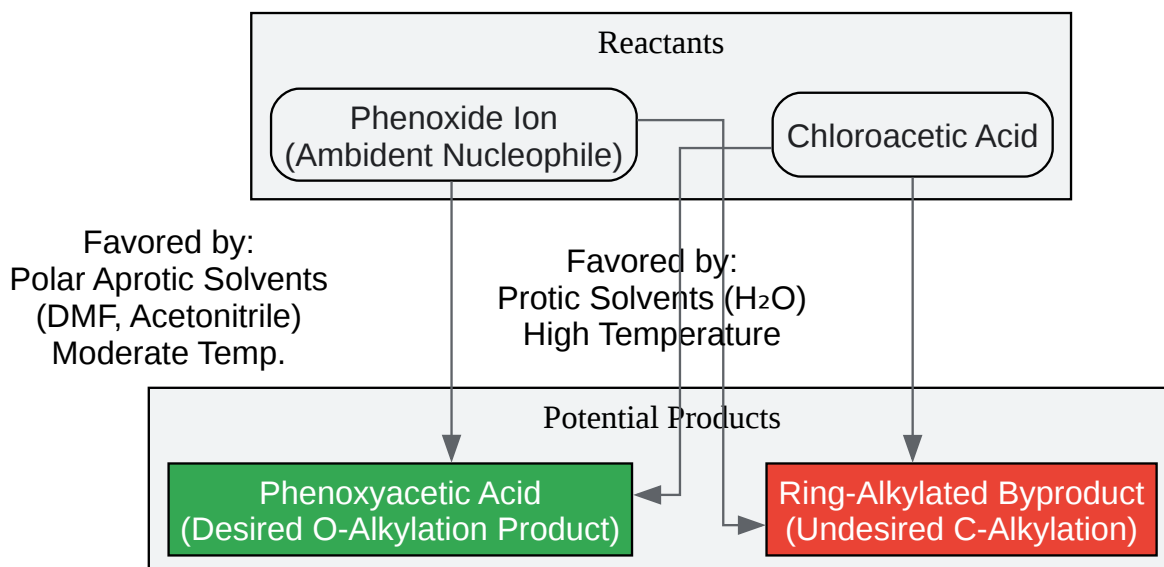 Reactants
Phenoxide Ion
(Ambident Nucleophile)
Chloroacetic Acid
Favored by:
Polar Aprotic Solvents
(DMF, Acetonitrile)
Moderate Temp.
Favored by:
Protic Solvents (H₂O)
High Temperature
Potential Products
Phenoxyacetic Acid
(Desired O-Alkylation Product)
Ring-Alkylated Byproduct
(Undesired C-Alkylation)